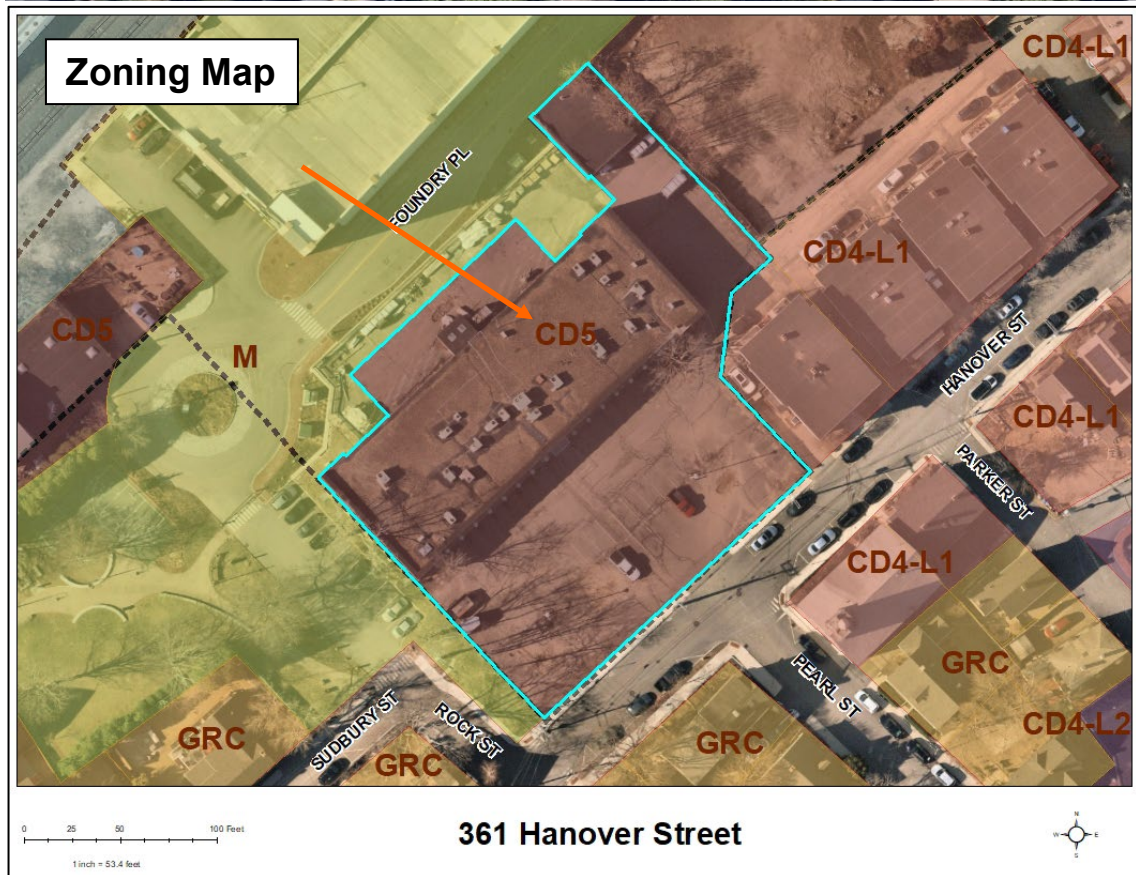 Zoning Map
CD4-L1
FOUNDRY PL
CD4-L1
CD5
CD5
M
HANOVER ST
CD4-L1
PARKER ST
CD4-L1
GRC
PEARL ST
CD4-L2
GRC
SUDBURY ST
ROCK ST
GRC
GRC
0 25 50 100 Feet
1 inch = 53.4 feet
361 Hanover Street
N
W E
S